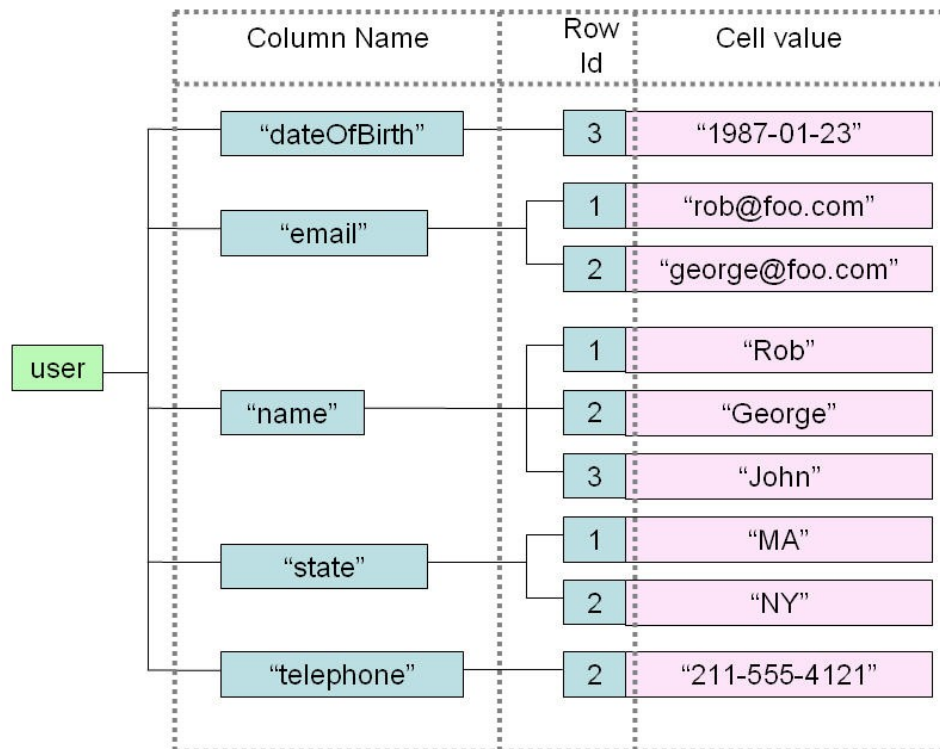 Column Name
Row
Id
Cell value
“dateOfBirth”
3
“1987-01-23”
“email”
1
“rob@foo.com”
2
“george@foo.com”
user
“name”
1
“Rob”
2
“George”
3
“John”
“state”
1
“MA”
2
“NY”
“telephone”
2
“211-555-4121”